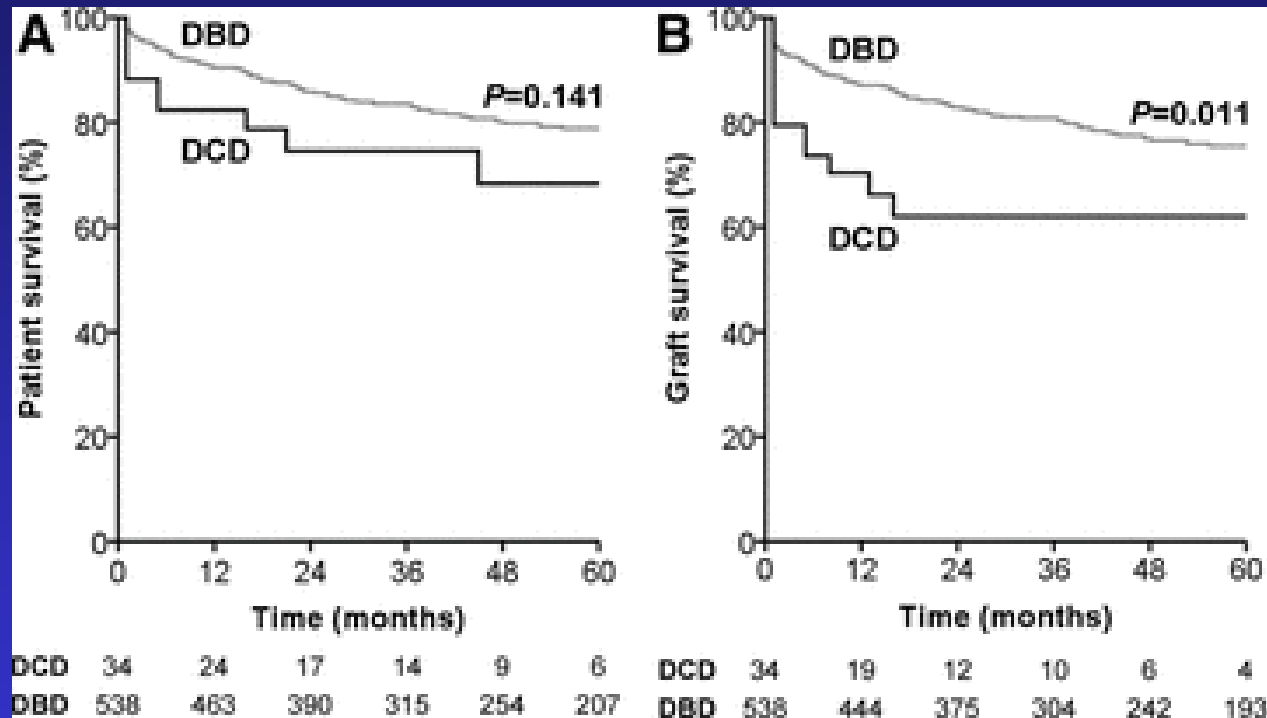 A
DBD
P=0.141
DCD
Patient survival (%)
100
80
60
40
20
0
0 12 24 36 48 60
Time (months)
DCD 34 24 17 14 9 6
DBD 538 463 390 315 254 207
B
DBD
P=0.011
DCD
Graft survival (%)
100
80
60
40
20
0
0 12 24 36 48 60
Time (months)
DCD 34 19 12 10 6 4
DBD 538 444 375 304 242 193